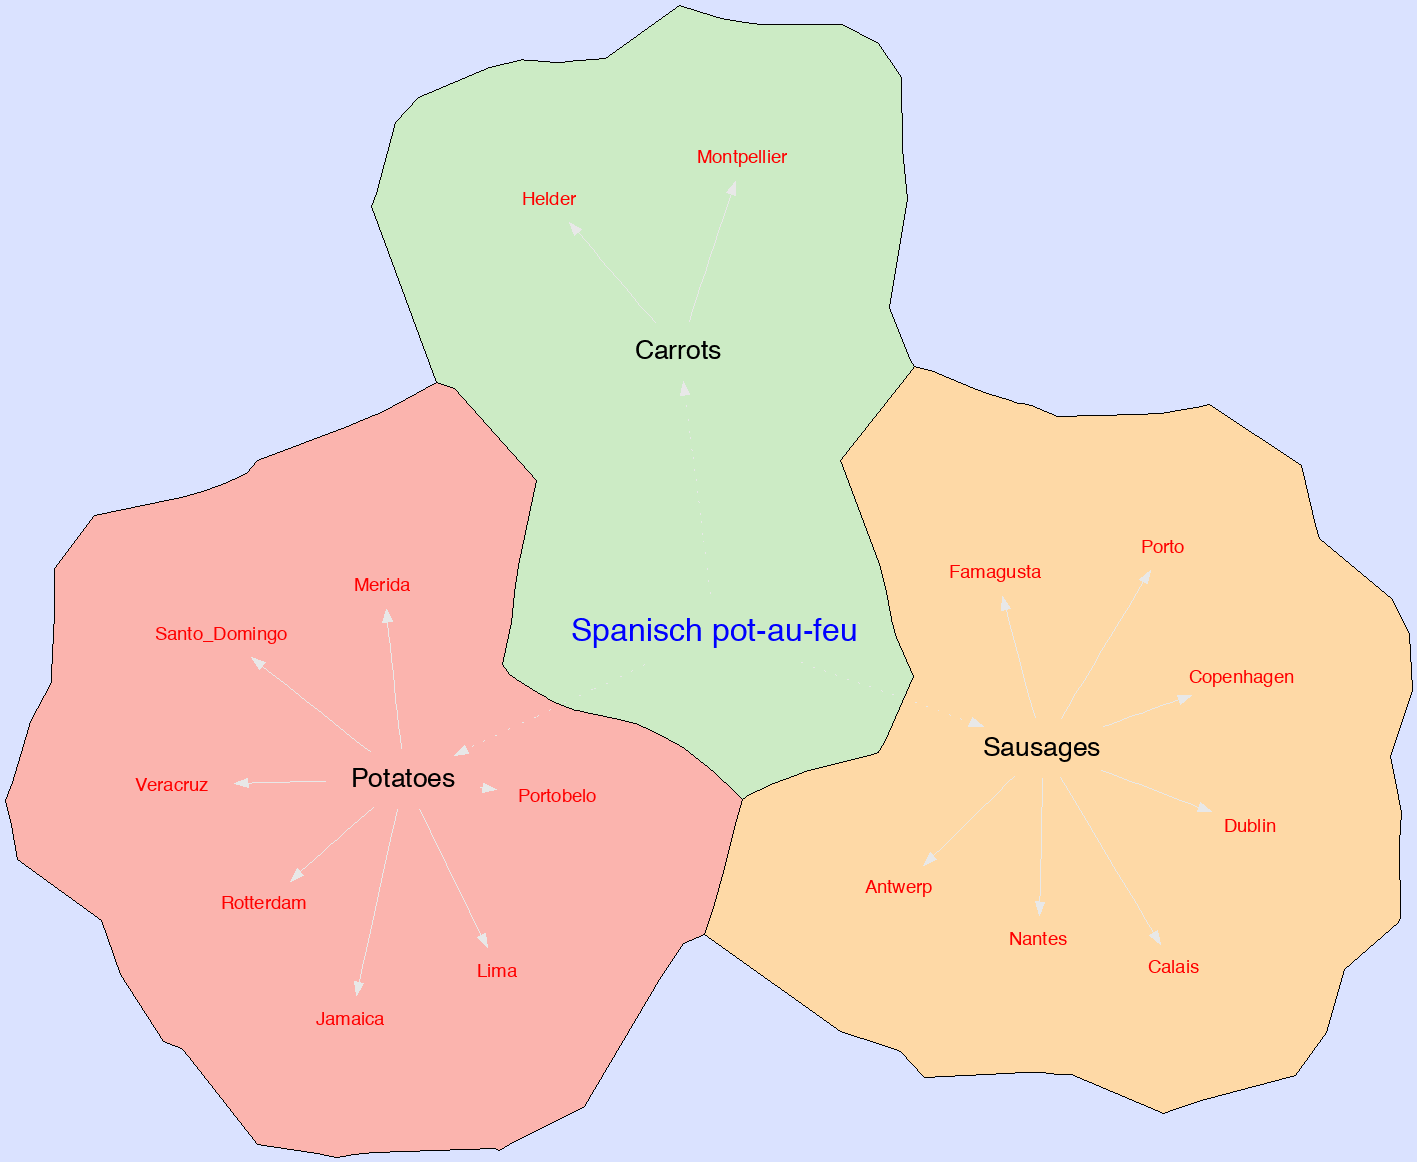 Montpellier
Helder
Carrots
Porto
Famagusta
Merida
Santo_Domingo
Spanisch pot-au-feu
Copenhagen
Sausages
Potatoes
Veracruz
Portobelo
Dublin
Antwerp
Rotterdam
Nantes
Calais
Lima
Jamaica